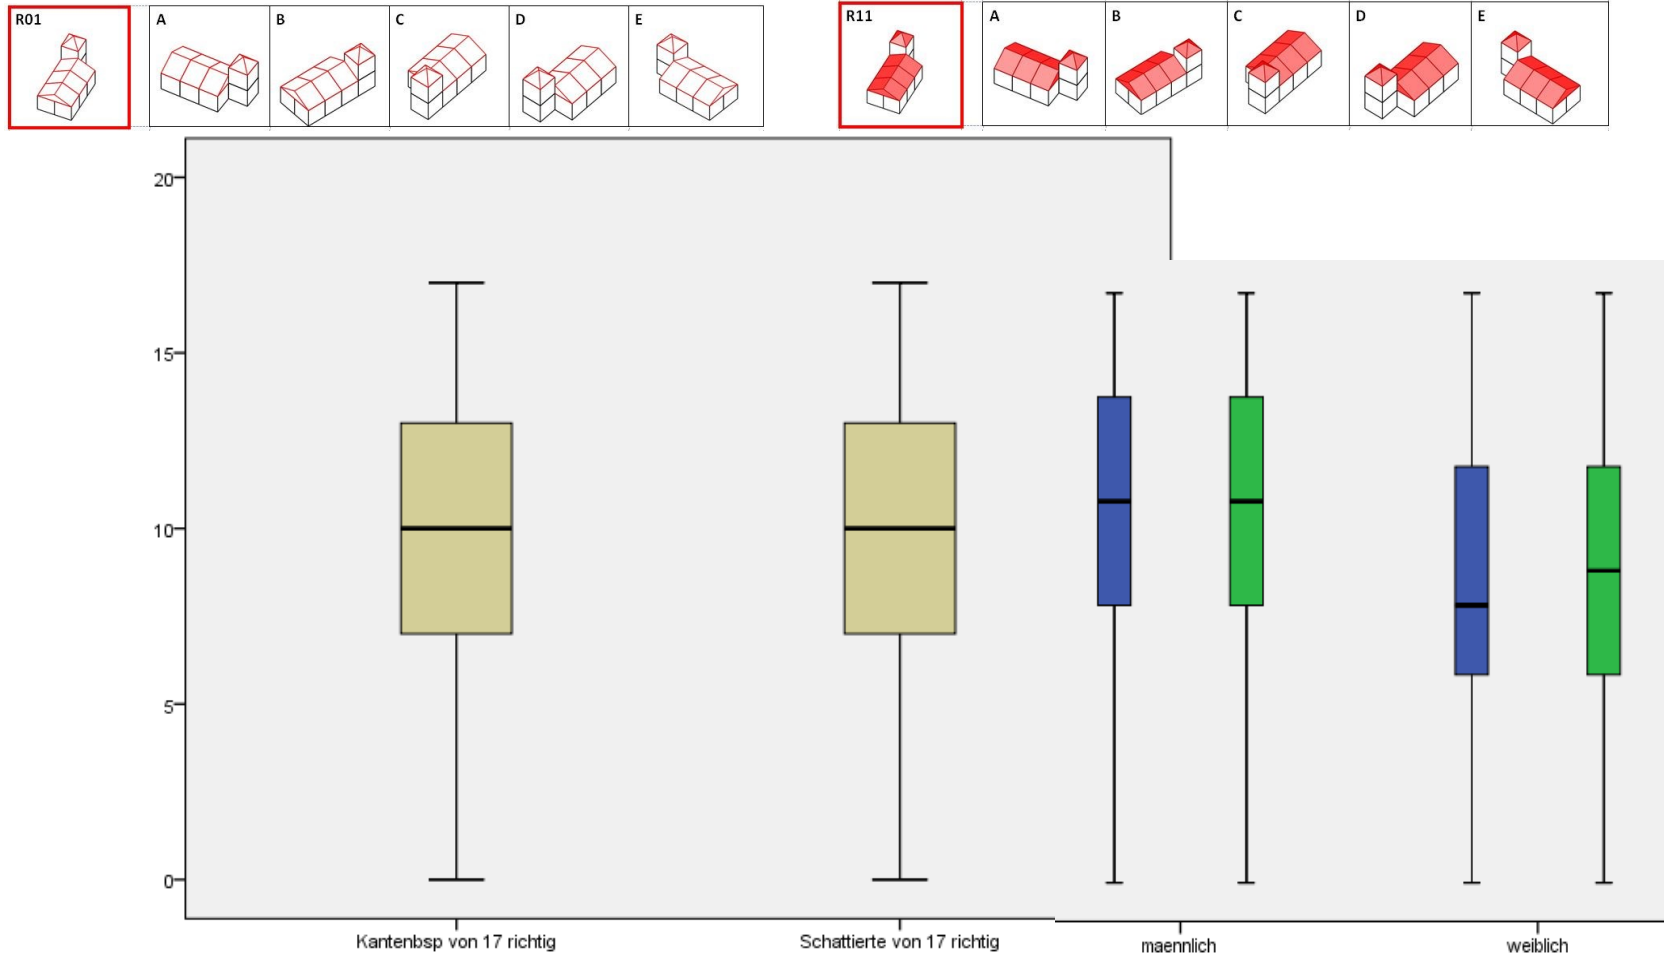 R01 A B C D E R11 A B C D E
20
15
10
5
0
Kantenbsp von 17 richtig Schattierte von 17 richtig maennlich weiblich